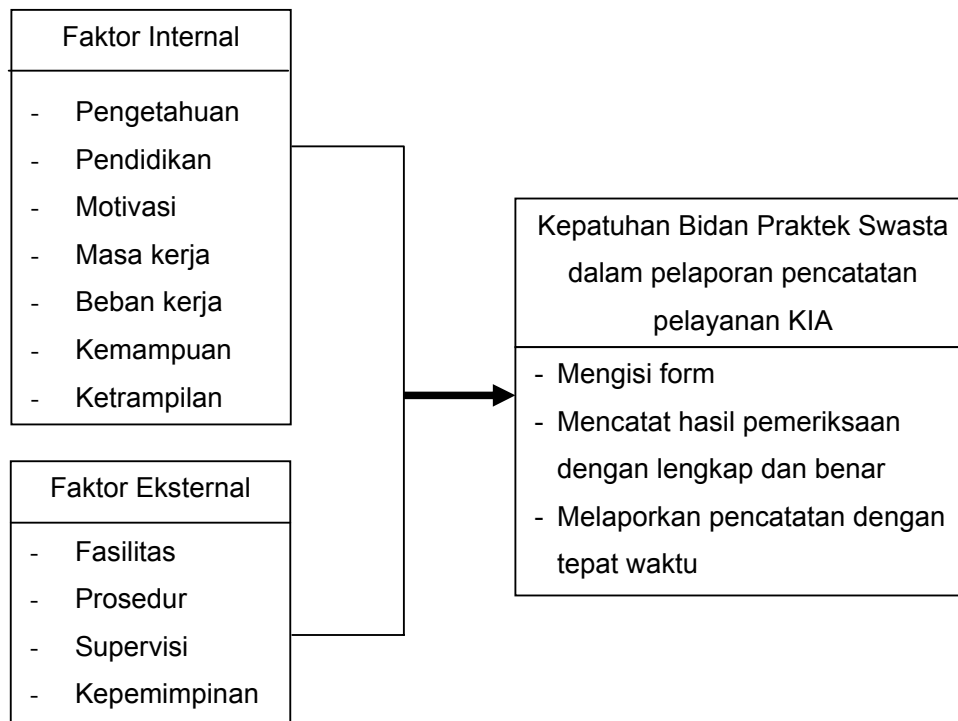 Faktor Internal
- Pengetahuan
- Pendidikan
- Motivasi
- Masa kerja
- Beban kerja
- Kemampuan
- Ketrampilan
Faktor Eksternal
- Fasilitas
- Prosedur
- Supervisi
- Kepemimpinan
Kepatuhan Bidan Praktek Swasta
dalam pelaporan pencatatan
pelayanan KIA
- Mengisi form
- Mencatat hasil pemeriksaan
dengan lengkap dan benar
- Melaporkan pencatatan dengan
tepat waktu